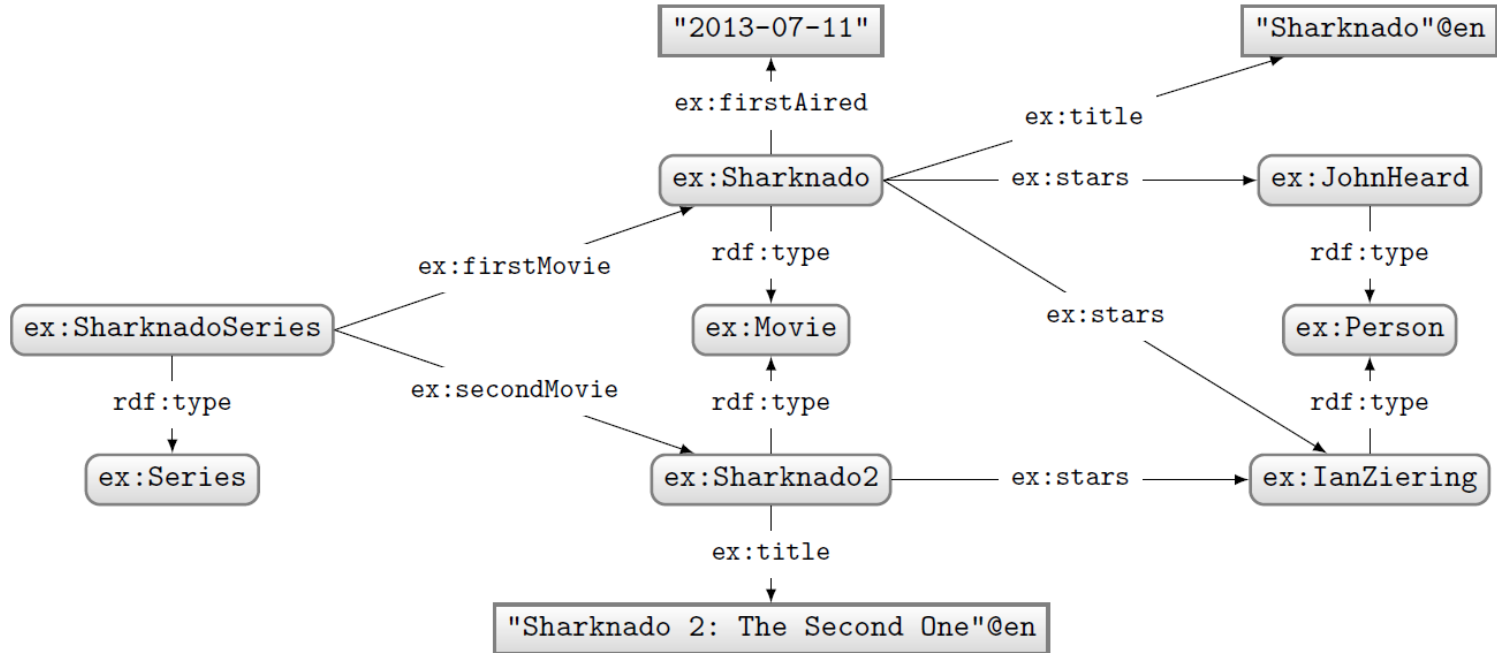 "2013-07-11"
"Sharknado"@en
ex:firstAired
ex:title
ex:Sharknado
ex:stars
ex:JohnHeard
rdf:type
rdf:type
ex:firstMovie
ex:stars
ex:SharknadoSeries
ex:Movie
ex:Person
ex:secondMovie
rdf:type
rdf:type
rdf:type
ex:Series
ex:Sharknado2
ex:stars
ex:IanZiering
ex:title
"Sharknado 2: The Second One"@en